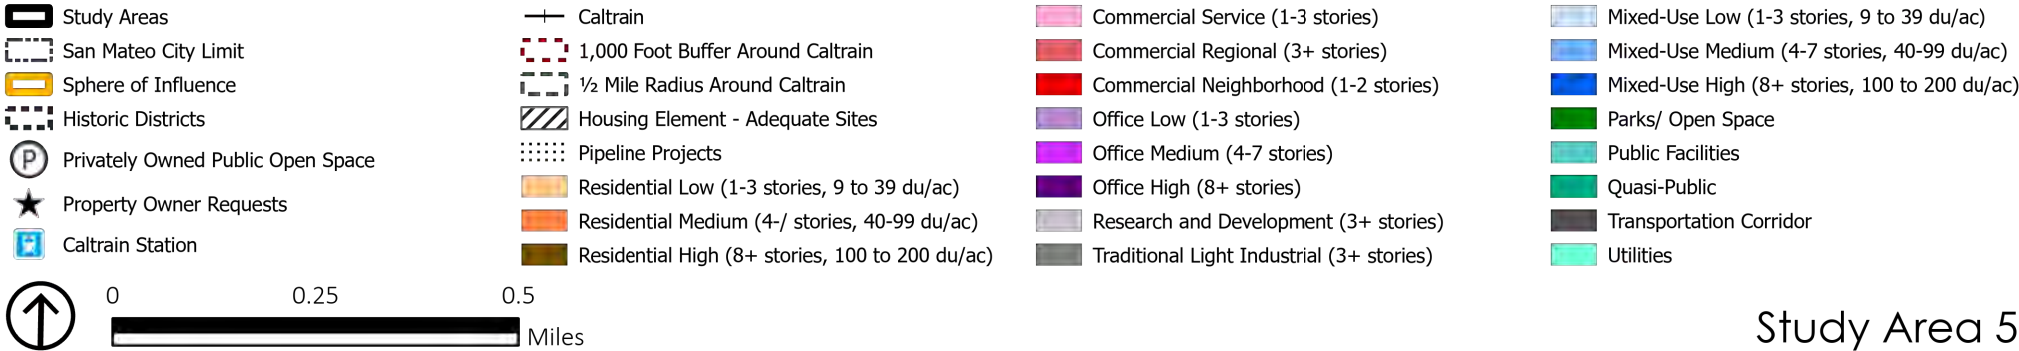 Study Areas
San Mateo City Limit
Sphere of Influence
Historic Districts
P
Privately Owned Public Open Space
Property Owner Requests
Caltrain Station
Caltrain
1,000 Foot Buffer Around Caltrain
½ Mile Radius Around Caltrain
Housing Element - Adequate Sites
Pipeline Projects
Residential Low (1-3 stories, 9 to 39 du/ac)
Residential Medium (4-/ stories, 40-99 du/ac)
Residential High (8+ stories, 100 to 200 du/ac)
Commercial Service (1-3 stories)
Commercial Regional (3+ stories)
Commercial Neighborhood (1-2 stories)
Office Low (1-3 stories)
Office Medium (4-7 stories)
Office High (8+ stories)
Research and Development (3+ stories)
Traditional Light Industrial (3+ stories)
Mixed-Use Low (1-3 stories, 9 to 39 du/ac)
Mixed-Use Medium (4-7 stories, 40-99 du/ac)
Mixed-Use High (8+ stories, 100 to 200 du/ac)
Parks/ Open Space
Public Facilities
Quasi-Public
Transportation Corridor
Utilities
0 0.25 0.5
Miles
Study Area 5